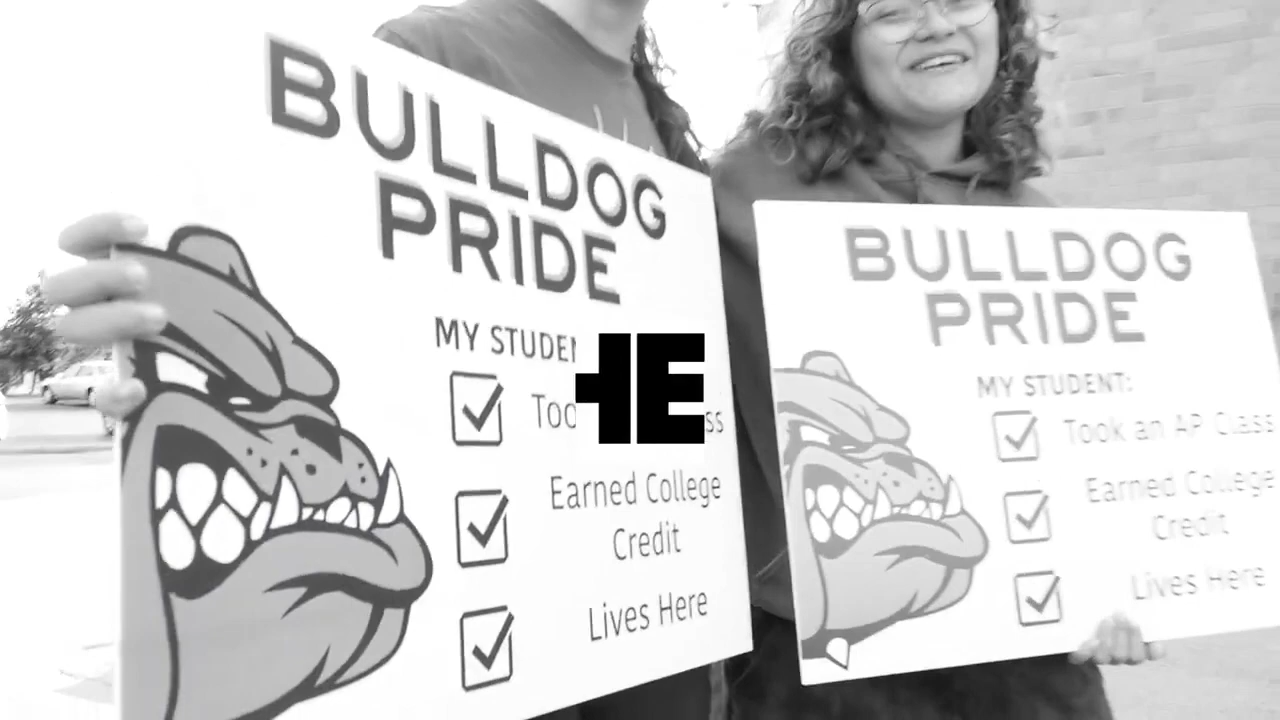 BULLDOG
PRIDE
MY STUDEN
Too ss
Earned College
Credit
Lives Here
HE
BULLDOG
PRIDE
MY STUDENT:
Took an AP Class
Earned College
Credit
Lives Here